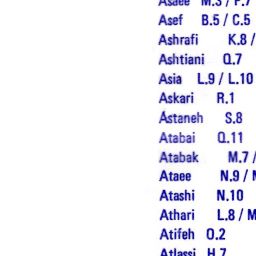 Asaee M.3 / F.7
Asef B.5 / C.5
Ashrafi K.8 /
Ashtiani Q.7
Asia L.9 / L.10
Askari R.1
Åstaneh S.8
Atabai Q.11
Atabak M.7 /
Ataee N.9 /
Atashi N.10
Athari L.8 / M
Atifeh O.2
Atlassi H.7